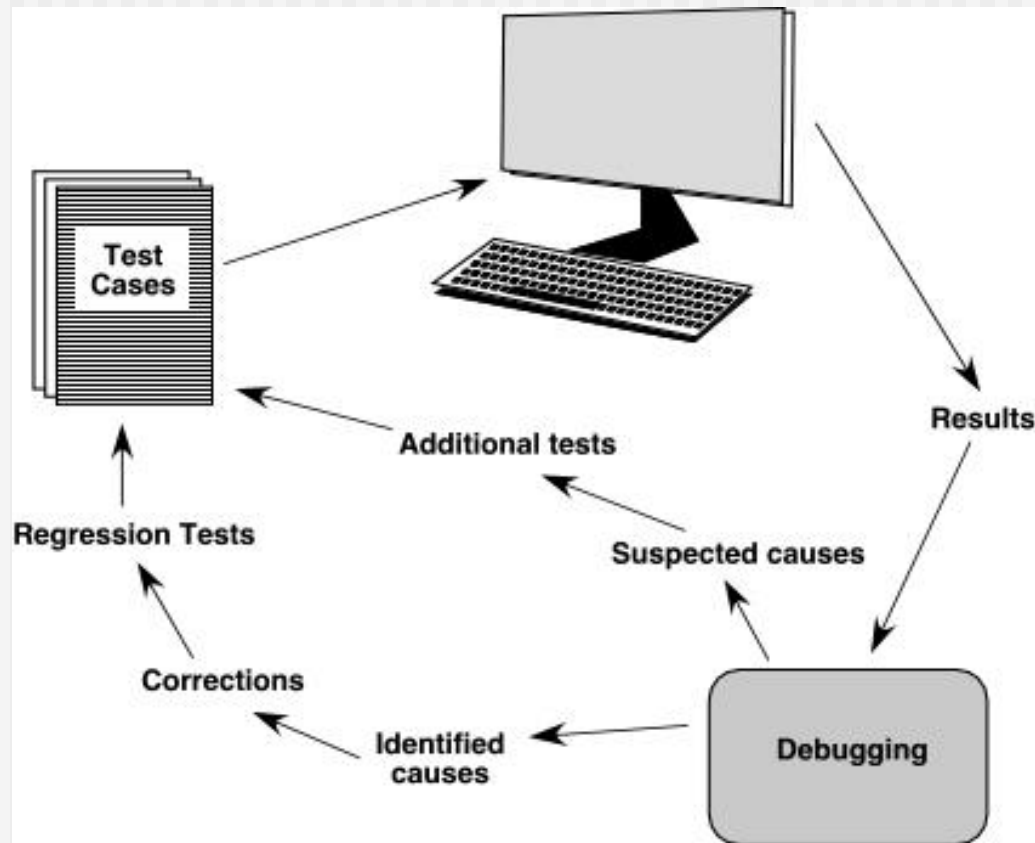 Test
Cases
Results
Additional tests
Regression Tests
Suspected causes
Corrections
Identified
causes
Debugging